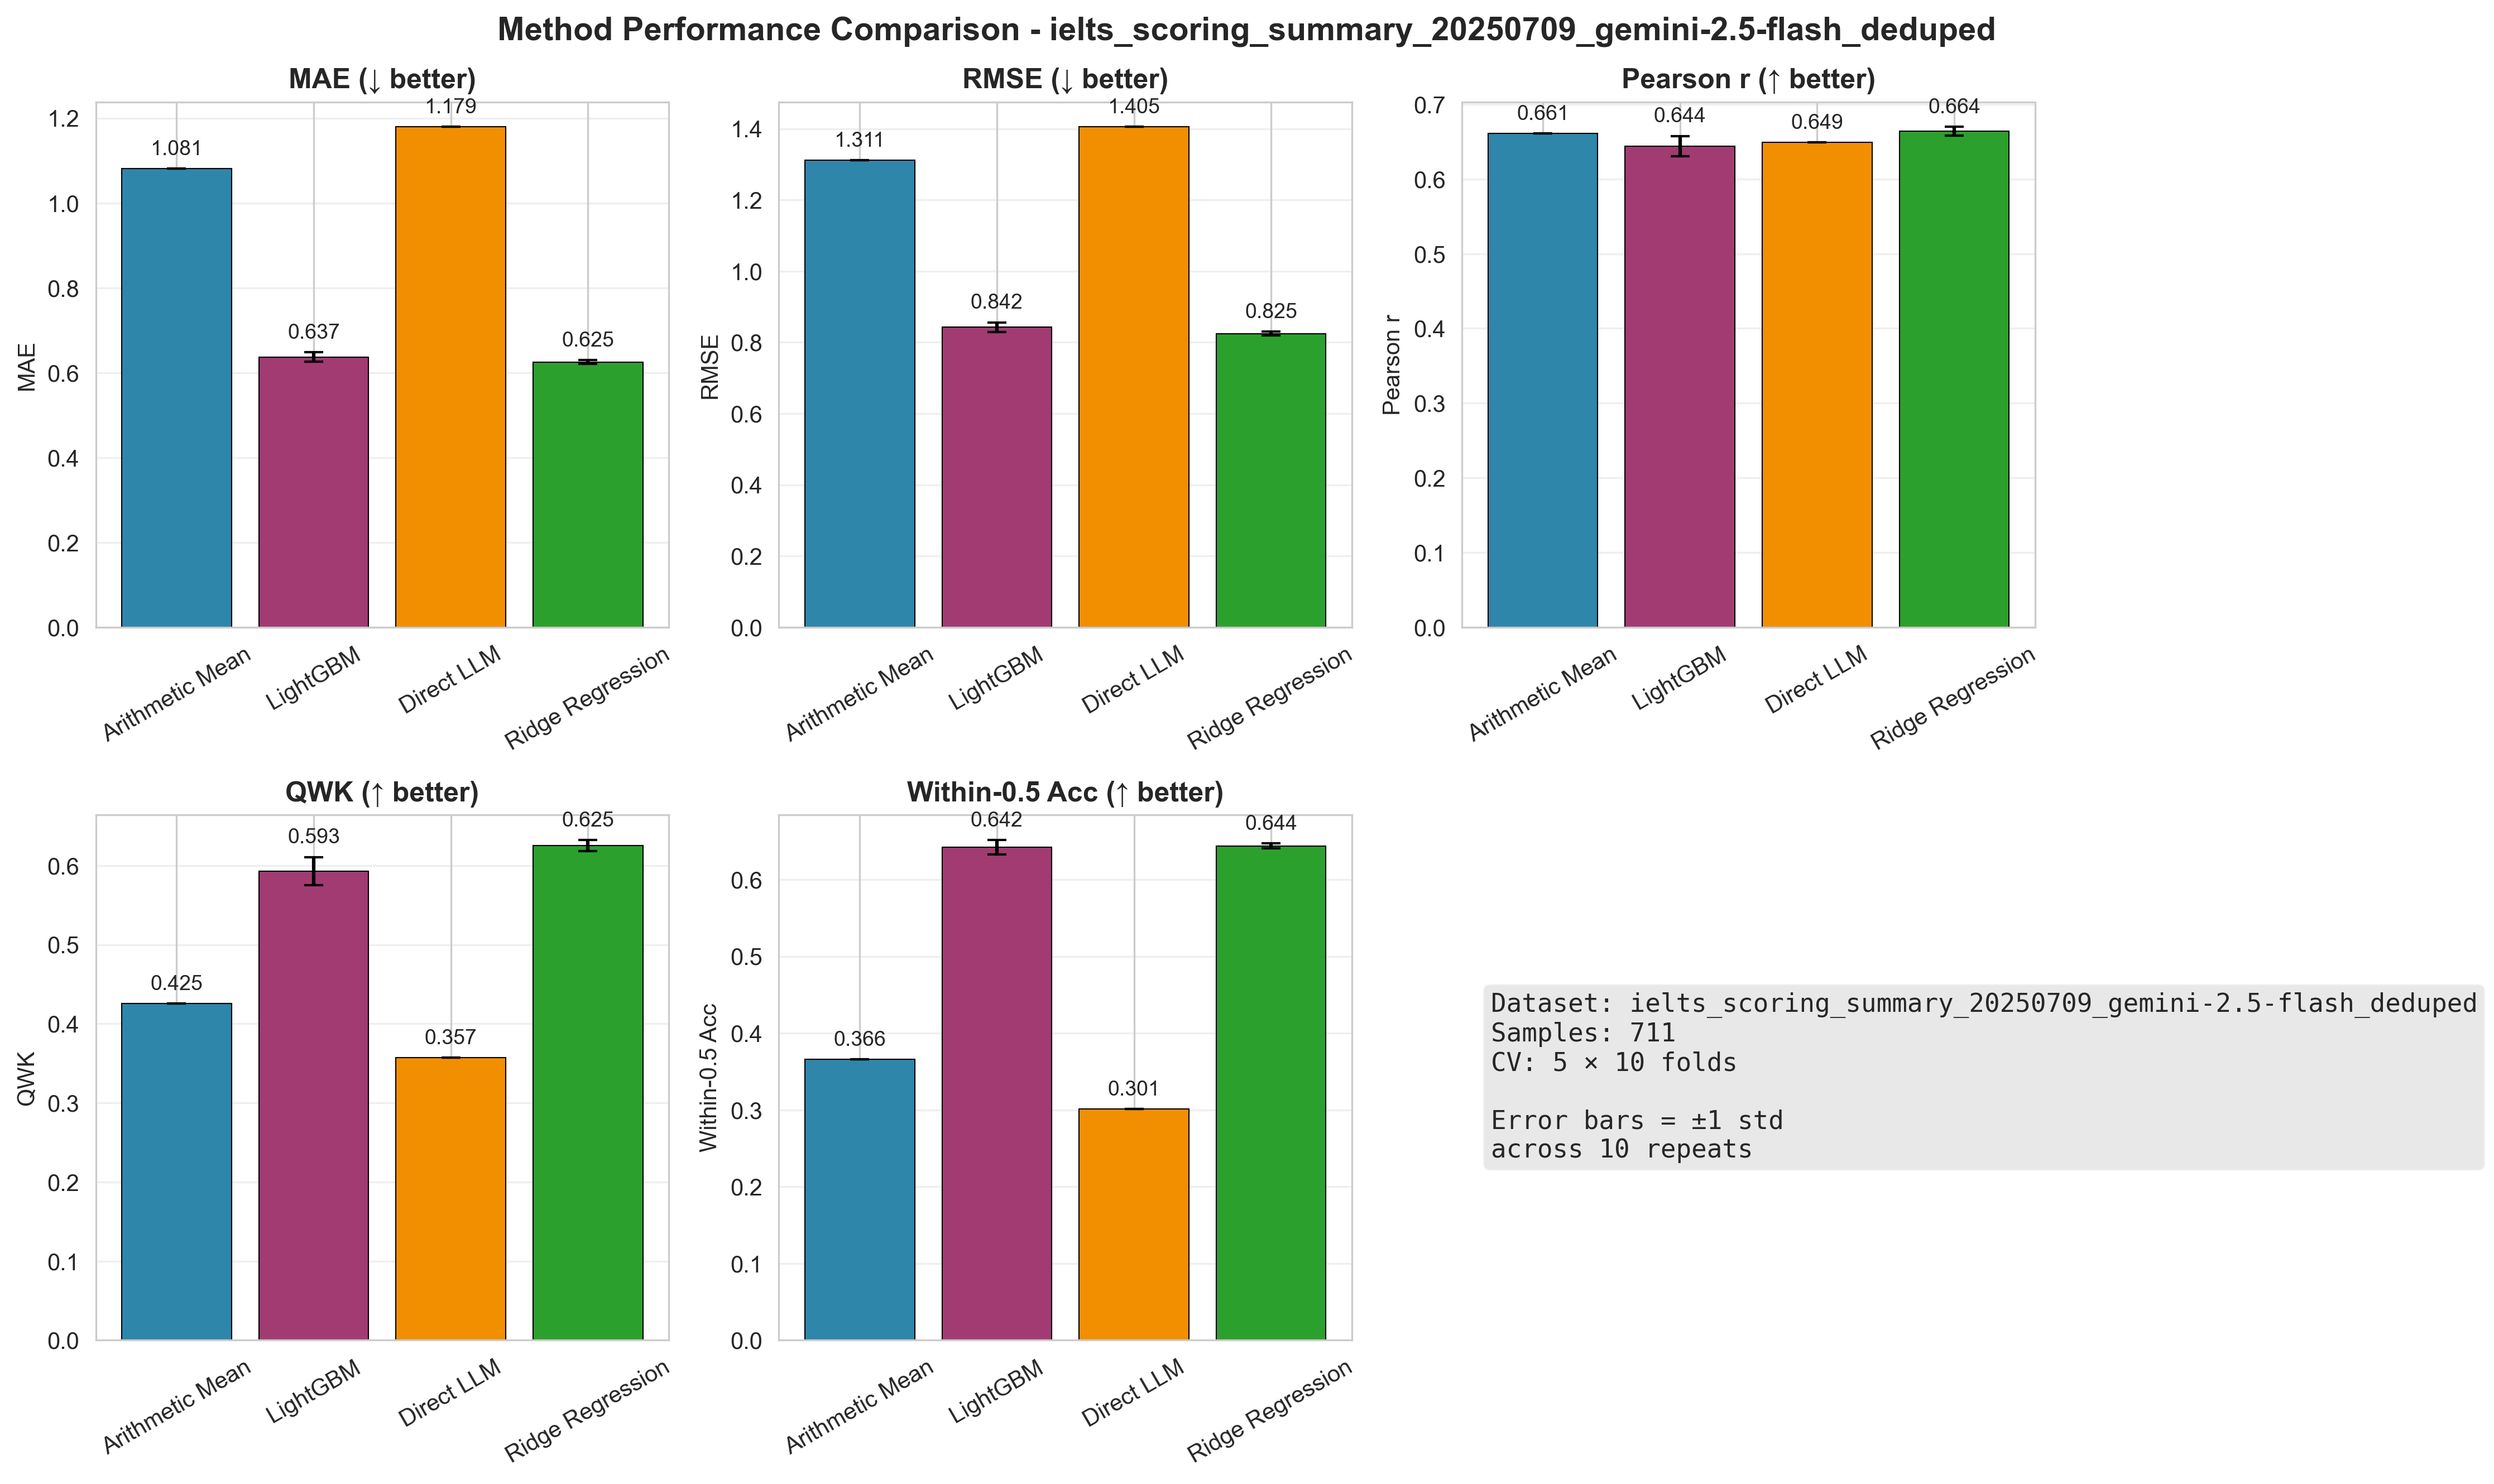 Method Performance Comparison - ielts_scoring_summary_20250709_gemini-2.5-flash_deduped
MAE (↓ better)
1.2
1.0
0.8
0.6
0.4
0.2
0.0
MAE
1.081
0.637
1.179
0.625
Arithmetic Mean
LightGBM
Direct LLM
Ridge Regression
RMSE (↓ better)
1.4
1.2
1.0
0.8
0.6
0.4
0.2
0.0
RMSE
1.311
0.842
1.405
0.825
Arithmetic Mean
LightGBM
Direct LLM
Ridge Regression
Pearson r (↑ better)
0.7
0.6
0.5
0.4
0.3
0.2
0.1
0.0
Pearson r
0.661
0.644
0.649
0.664
Arithmetic Mean
LightGBM
Direct LLM
Ridge Regression
QWK (↑ better)
0.6
0.5
0.4
0.3
0.2
0.1
0.0
QWK
0.425
0.593
0.357
0.625
Arithmetic Mean
LightGBM
Direct LLM
Ridge Regression
Within-0.5 Acc (↑ better)
0.6
0.5
0.4
0.3
0.2
0.1
0.0
Within-0.5 Acc
0.366
0.642
0.301
0.644
Arithmetic Mean
LightGBM
Direct LLM
Ridge Regression
Dataset: ielts_scoring_summary_20250709_gemini-2.5-flash_deduped
Samples: 711
CV: 5 × 10 folds
Error bars = ±1 std
across 10 repeats